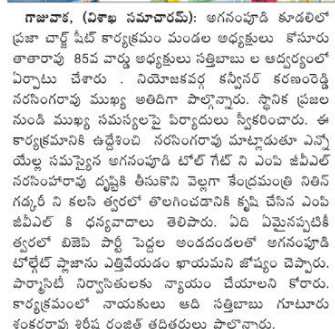 గాజువాక, (విశాఖ సమాచారమ్): అగనంపూడి కూడలిలో
ప్రజా చార్జ్ షీట్ కార్యక్రమం మండల అధ్యక్షులు కోసూరు
తాతారావు 85వ వార్డు అధ్యక్షులు సత్తిబాబు ల ఆధ్వర్యంలో
ఏర్పాటు చేశారు . నియోజకవర్గ కన్వీనర్ కరణంరెడ్డి
నరసింగరావు ముఖ్య అతిదిగా పాల్గొన్నారు. స్థానిక ప్రజల
నుండి ముఖ్య సమస్యలపై పిర్యాదులు స్వీకరించారు. ఈ
కార్యక్రమానికి ఉద్దేశించి నరసింగరావు మాట్లాడుతూ ఎన్నో
యేల్ల సమస్యైన అగనంపూడి టోల్ గేట్ ని ఎంపి జీవీఎల్
నరసింహారావు దృష్టికి తీసుకొని వెల్లగా కేంద్రమంత్రి నితిన్
గడ్కరీ ని కలసి త్వరలో తొలగించడానికి కృషి చేసిన ఎంపి
జీవీఎల్ కి ధన్యవాదాలు తెలిపారు. ఏది ఏమైనప్పటికీ
త్వరలో బిజెపి పార్టీ పెద్దల అండదండలతో అగనంపూడి
టోల్గేట్ ప్లాజాను ఎత్తివేయడం ఖాయమని జోష్యం చెప్పారు.
పార్మాసిటీ నిర్వాసితులకు న్యాయం చేయాలని కోరారు.
కార్యక్రమంలో నాయకులు ఆది సత్తిబాబు గూటూరు
శంకరరావు శిరీష రంజిత్ తదితరులు పాల్గొన్నారు.